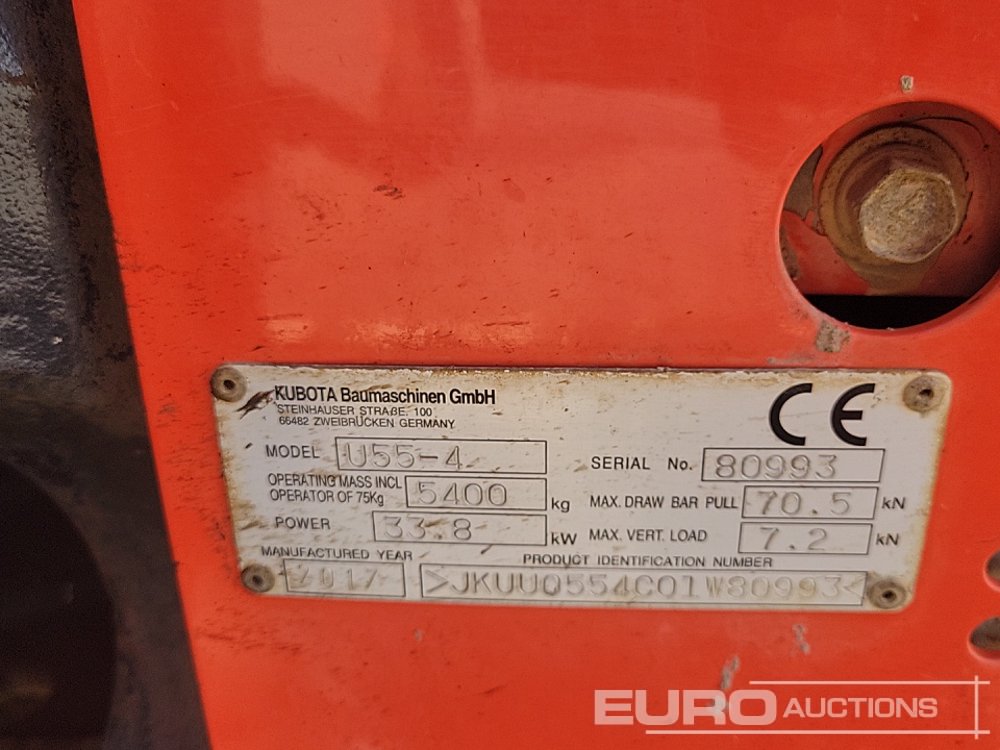 KUBOTA Baumaschinen GmbH
STEINHAUSER STRAßE. 100
66482 ZWEIBRÜCKEN GERMANY
CE
MODEL U55-4
SERIAL No. 80993
OPERATING MASS INCL
OPERATOR OF 75Kg 5400 kg
MAX. DRAW BAR PULL 70.5 kN
POWER 33.8 kW
MAX. VERT. LOAD 7.2 kN
MANUFACTURED YEAR
2017
PRODUCT IDENTIFICATION NUMBER
>JKUU0554C01W80993<
EURO AUCTIONS